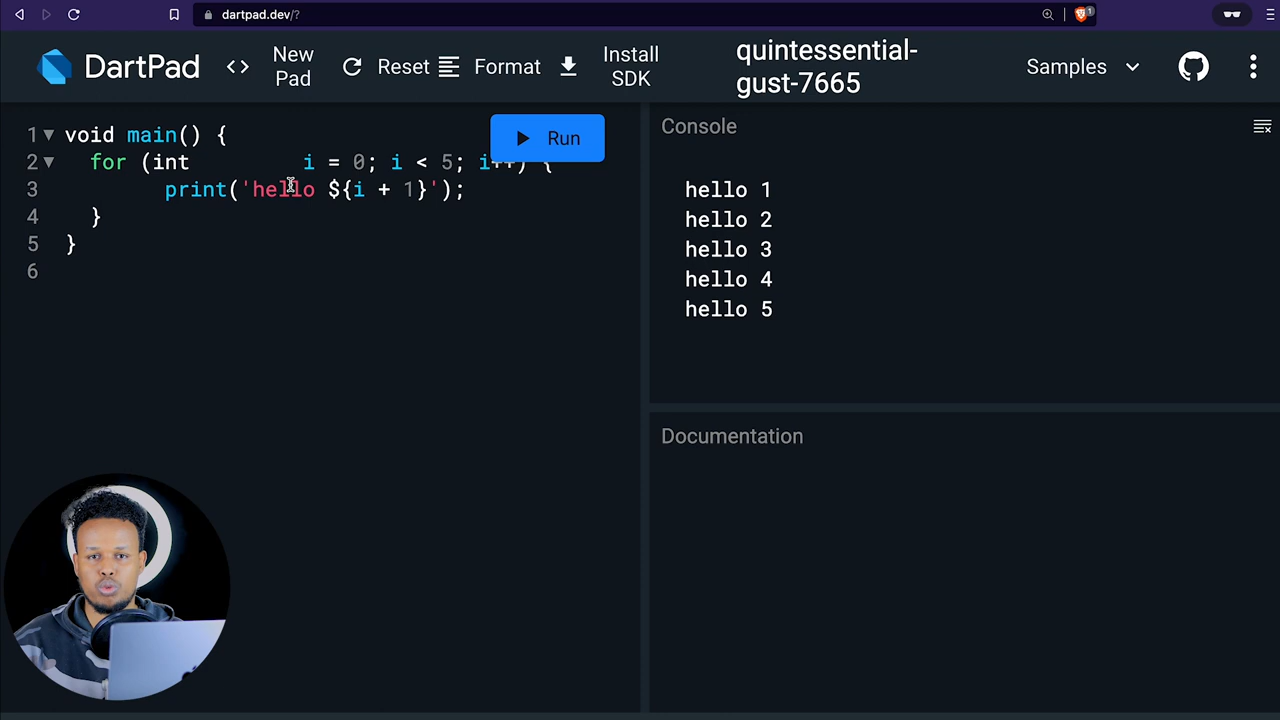 dartpad.dev/?
1
DartPad
<> New Pad
Reset
Format
Install SDK
quintessential-
gust-7665
Samples
1 void main() {
2   for (int         i = 0; i < 5; i++) {
3         print('hello ${i + 1}');
4   }
5 }
6
Run
Console
hello 1
hello 2
hello 3
hello 4
hello 5
Documentation